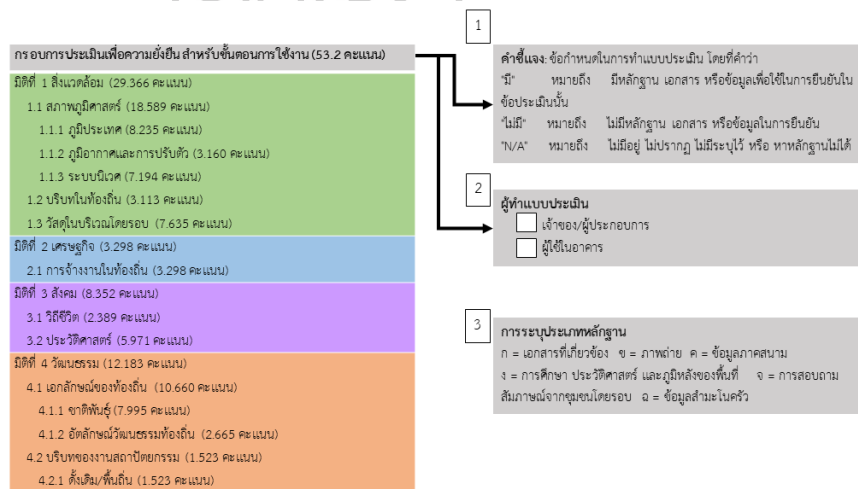 กรอบการประเมินเพื่อความยั่งยืน สำหรับขั้นตอนการใช้งาน (53.2 คะแนน)
มิติที่ 1 สิ่งแวดล้อม (29.366 คะแนน)
1.1 สภาพภูมิศาสตร์ (18.589 คะแนน)
1.1.1 ภูมิประเทศ (8.235 คะแนน)
1.1.2 ภูมิอากาศและการปรับตัว (3.160 คะแนน)
1.1.3 ระบบนิเวศ (7.194 คะแนน)
1.2 บริบทในท้องถิ่น (3.113 คะแนน)
1.3 วัสดุในบริเวณโดยรอบ (7.635 คะแนน)
มิติที่ 2 เศรษฐกิจ (3.298 คะแนน)
2.1 การจ้างงานในท้องถิ่น (3.298 คะแนน)
มิติที่ 3 สังคม (8.352 คะแนน)
3.1 วิถีชีวิต (2.389 คะแนน)
3.2 ประวัติศาสตร์ (5.971 คะแนน)
มิติที่ 4 วัฒนธรรม (12.183 คะแนน)
4.1 เอกลักษณ์ของท้องถิ่น (10.660 คะแนน)
4.1.1 ชาติพันธุ์ (7.995 คะแนน)
4.1.2 อัตลักษณ์วัฒนธรรมท้องถิ่น (2.665 คะแนน)
4.2 บริบทของงานสถาปัตยกรรม (1.523 คะแนน)
4.2.1 ดั้งเดิม/พื้นถิ่น (1.523 คะแนน)
1
คำชี้แจง: ข้อกำหนดในการทำแบบประเมิน โดยที่คำว่า
"มี" หมายถึง มีหลักฐาน เอกสาร หรือข้อมูลเพื่อใช้ในการยืนยันใน
ข้อประเมินนั้น
"ไม่มี" หมายถึง ไม่มีหลักฐาน เอกสาร หรือข้อมูลในการยืนยัน
"N/A" หมายถึง ไม่มีอยู่ ไม่ปรากฏ ไม่มีระบุไว้ หรือ หาหลักฐานไม่ได้
2
ผู้ทำแบบประเมิน
เจ้าของ/ผู้ประกอบการ
ผู้ใช้ในอาคาร
3
การระบุประเภทหลักฐาน
ก = เอกสารที่เกี่ยวข้อง ข = ภาพถ่าย ค = ข้อมูลภาคสนาม
ง = การศึกษา ประวัติศาสตร์ และภูมิหลังของพื้นที่ จ = การสอบถาม
สัมภาษณ์จากชุมชนโดยรอบ ฉ = ข้อมูลสำมะโนครัว